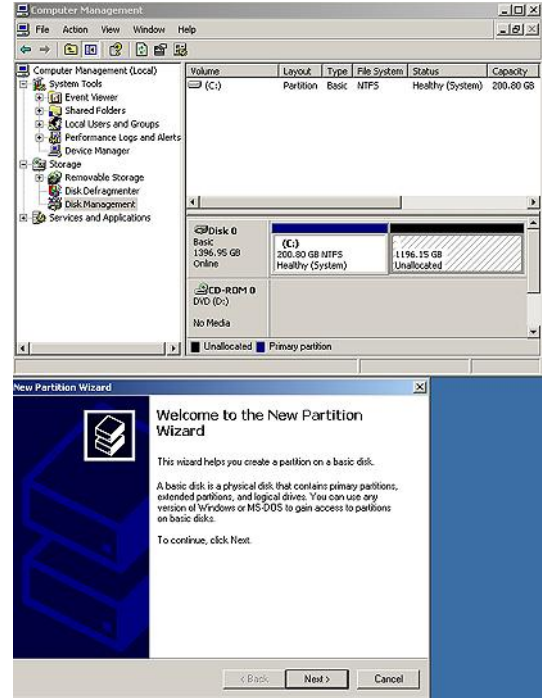 Computer Management
File Action View Window Help
Computer Management (Local)
System Tools
Event Viewer
Shared Folders
Local Users and Groups
Performance Logs and Alerts
Device Manager
Storage
Removable Storage
Disk Defragmenter
Disk Management
Services and Applications
Volume Layout Type File System Status Capacity
(C:) Partition Basic NTFS Healthy (System) 200.80 GB
Disk 0
Basic
1396.95 GB
Online
(C:)
200.80 GB NTFS
Healthy (System)
1196.15 GB
Unallocated
CD-ROM 0
DVD (D:)
No Media
Unallocated Primary partition
New Partition Wizard
Welcome to the New Partition
Wizard
This wizard helps you create a partition on a basic disk.
A basic disk is a physical disk that contains primary partitions,
extended partitions, and logical drives. You can use any
version of Windows or MS-DOS to gain access to partitions
on basic disks.
To continue, click Next.
< Back Next > Cancel